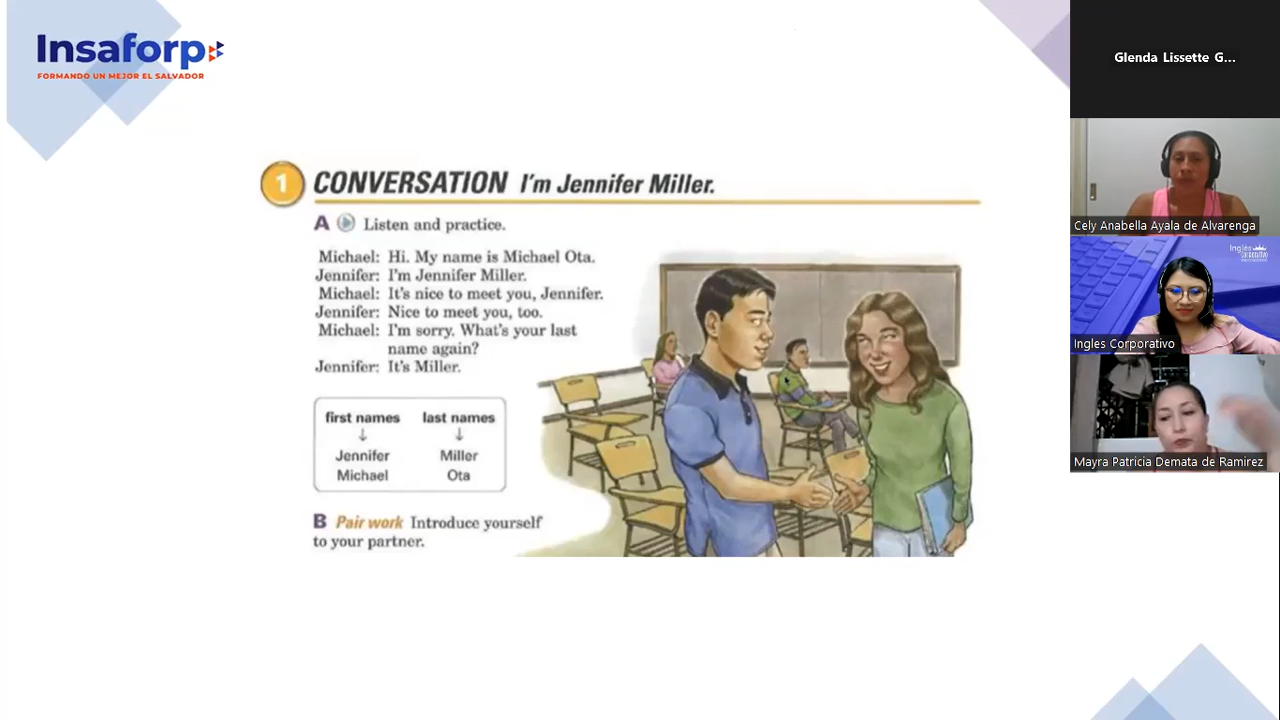 Insaforp
FORMANDO UN MEJOR EL SALVADOR
1 CONVERSATION I'm Jennifer Miller.
A Listen and practice.
Michael: Hi. My name is Michael Ota.
Jennifer: I'm Jennifer Miller.
Michael: It's nice to meet you, Jennifer.
Jennifer: Nice to meet you, too.
Michael: I'm sorry. What's your last
name again?
Jennifer: It's Miller.
first names last names
Jennifer Miller
Michael Ota
B Pair work Introduce yourself
to your partner.
Glenda Lissette G...
Cely Anabella Ayala de Alvarenga
Inglés
Ingles Corporativo
Mayra Patricia Demata de Ramirez